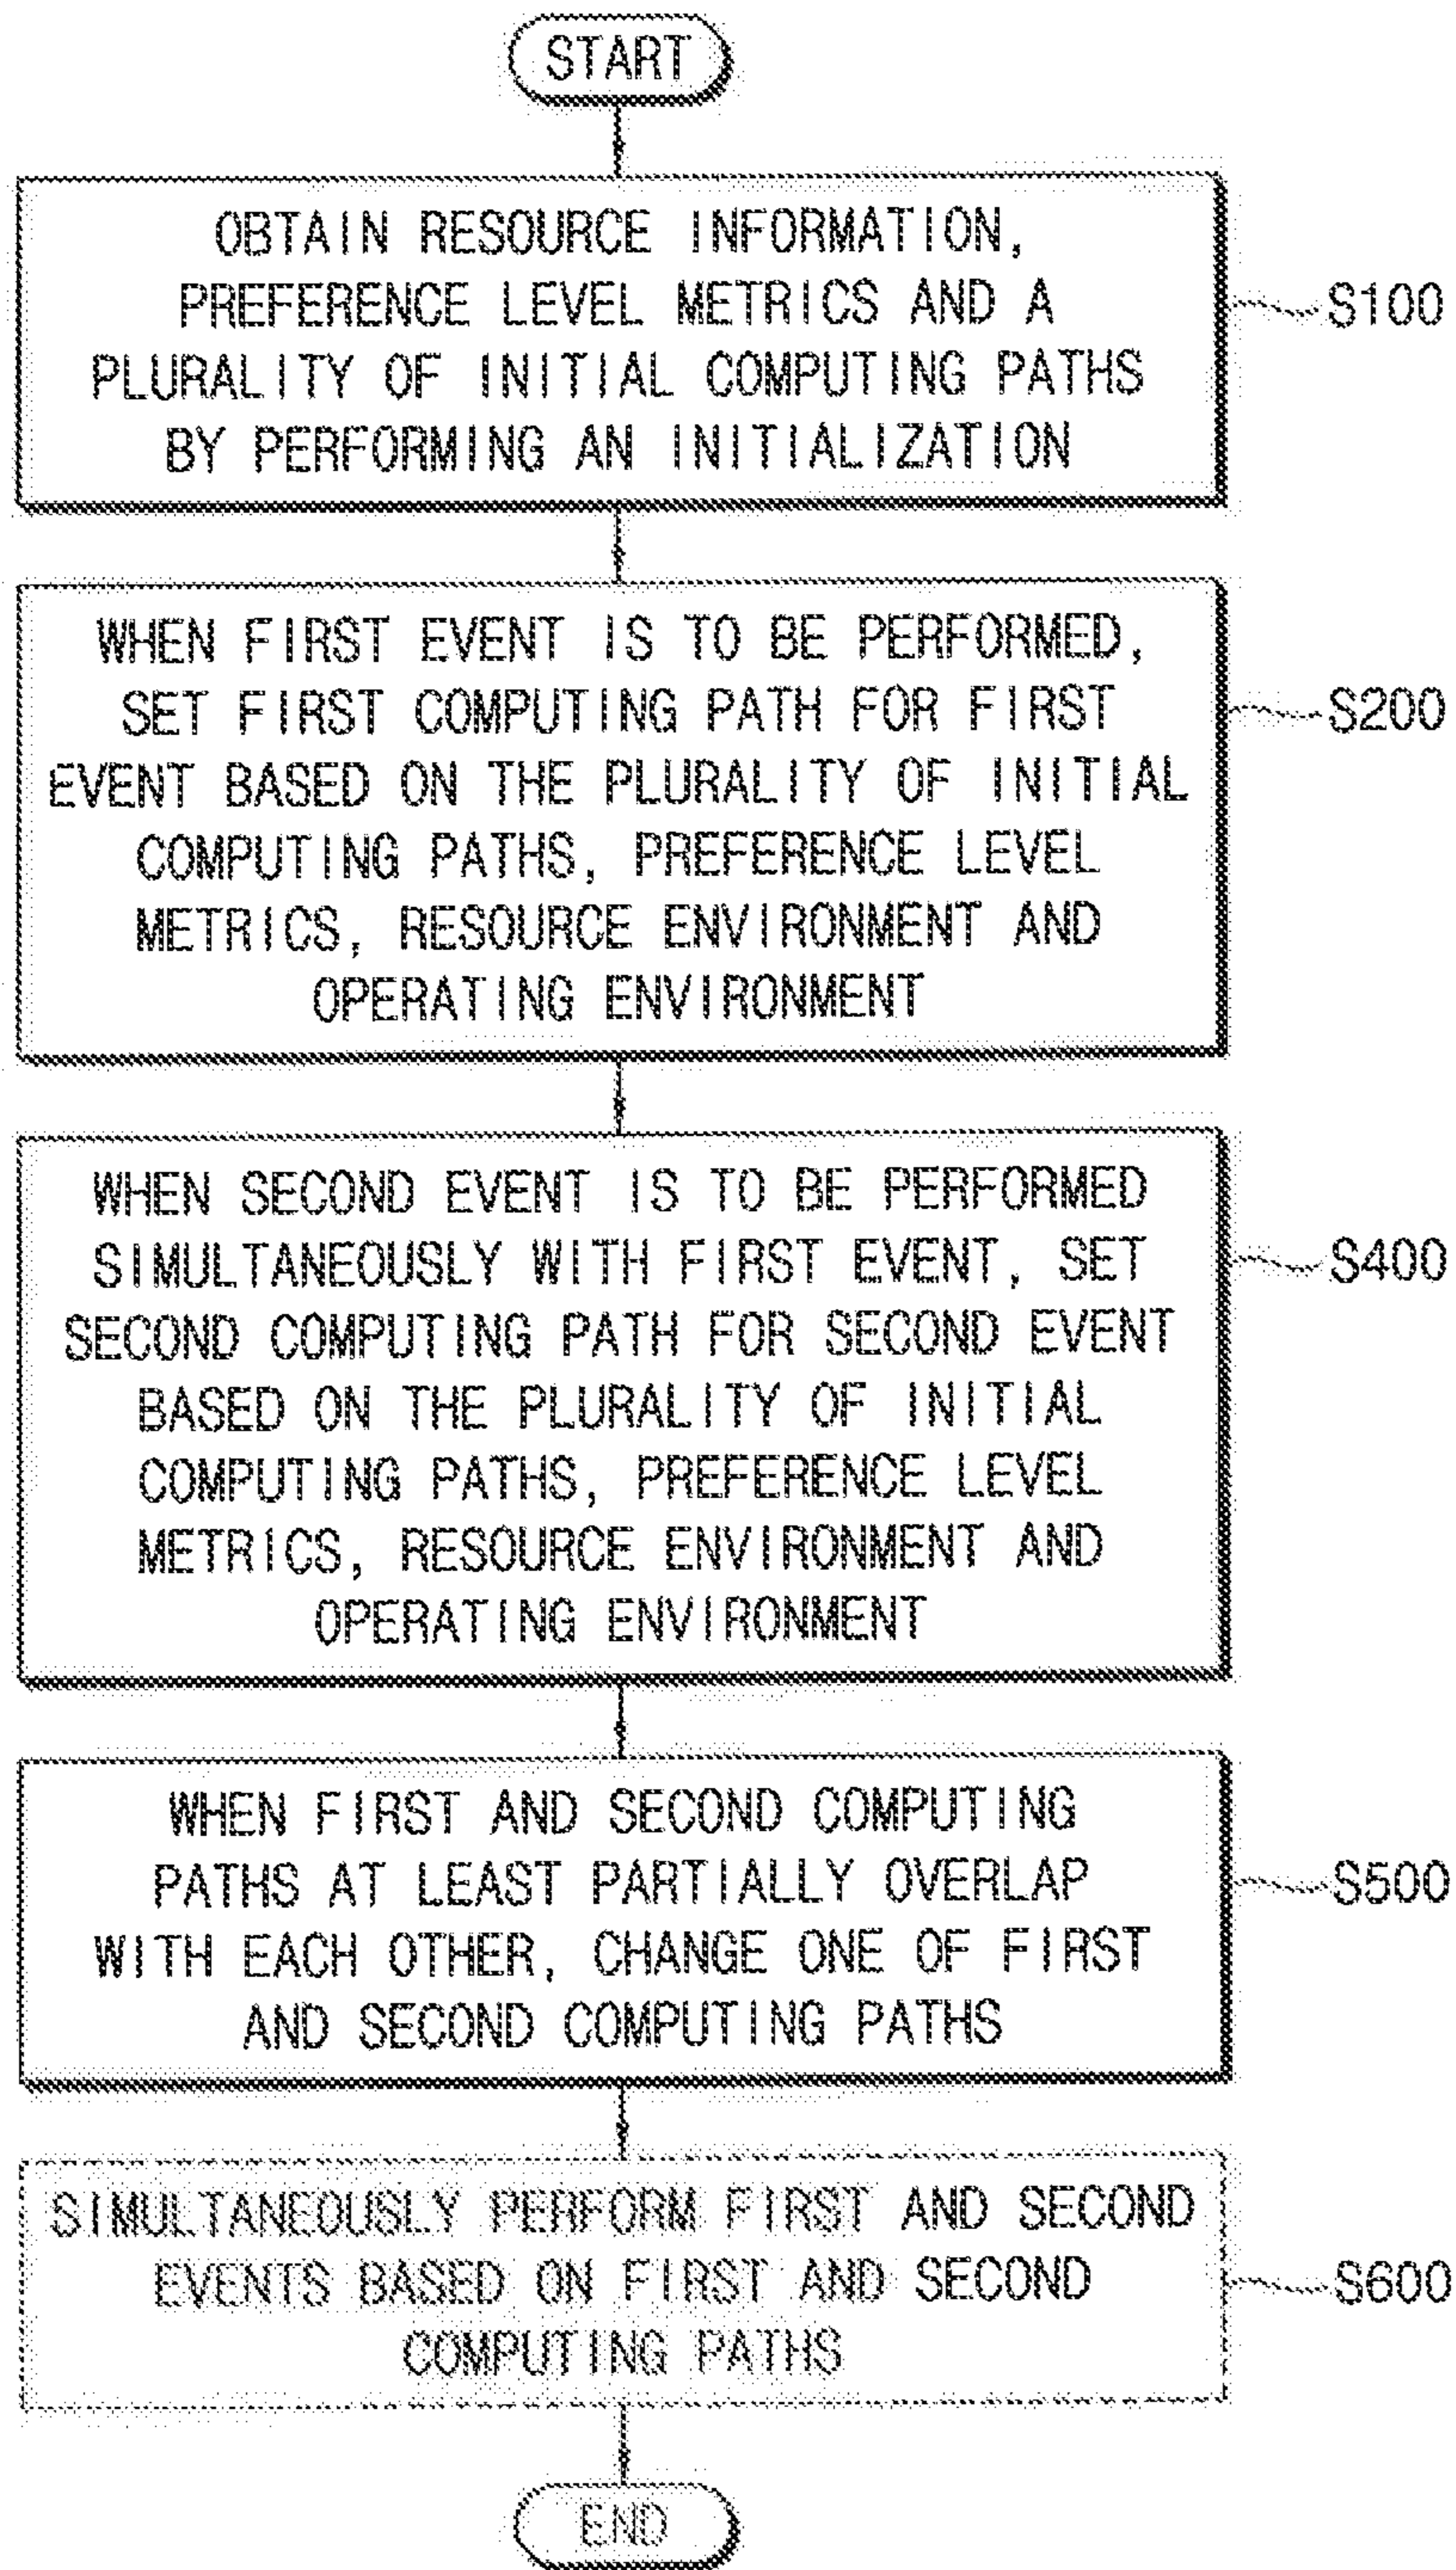 START
OBTAIN RESOURCE INFORMATION,
PREFERENCE LEVEL METRICS AND A
PLURALITY OF INITIAL COMPUTING PATHS
BY PERFORMING AN INITIALIZATION
S100
WHEN FIRST EVENT IS TO BE PERFORMED,
SET FIRST COMPUTING PATH FOR FIRST
EVENT BASED ON THE PLURALITY OF INITIAL
COMPUTING PATHS, PREFERENCE LEVEL
METRICS, RESOURCE ENVIRONMENT AND
OPERATING ENVIRONMENT
S200
WHEN SECOND EVENT IS TO BE PERFORMED
SIMULTANEOUSLY WITH FIRST EVENT, SET
SECOND COMPUTING PATH FOR SECOND EVENT
BASED ON THE PLURALITY OF INITIAL
COMPUTING PATHS, PREFERENCE LEVEL
METRICS, RESOURCE ENVIRONMENT AND
OPERATING ENVIRONMENT
S400
WHEN FIRST AND SECOND COMPUTING
PATHS AT LEAST PARTIALLY OVERLAP
WITH EACH OTHER, CHANGE ONE OF FIRST
AND SECOND COMPUTING PATHS
S500
SIMULTANEOUSLY PERFORM FIRST AND SECOND
EVENTS BASED ON FIRST AND SECOND
COMPUTING PATHS
S600
END